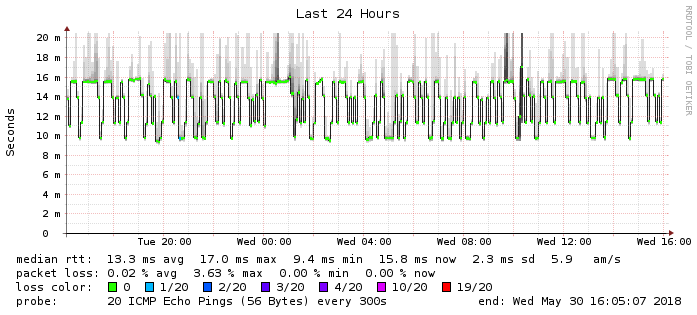 Last 24 Hours
RRDTOOL / TOBI OETIKER
Seconds
20 m
18 m
16 m
14 m
12 m
10 m
8 m
6 m
4 m
2 m
0
Tue 20:00 Wed 00:00 Wed 04:00 Wed 08:00 Wed 12:00 Wed 16:00
median rtt: 13.3 ms avg 17.0 ms max 9.4 ms min 15.8 ms now 2.3 ms sd 5.9 am/s
packet loss: 0.02 % avg 3.63 % max 0.00 % min 0.00 % now
loss color: 0 1/20 2/20 3/20 4/20 10/20 19/20
probe: 20 ICMP Echo Pings (56 Bytes) every 300s end: Wed May 30 16:05:07 2018